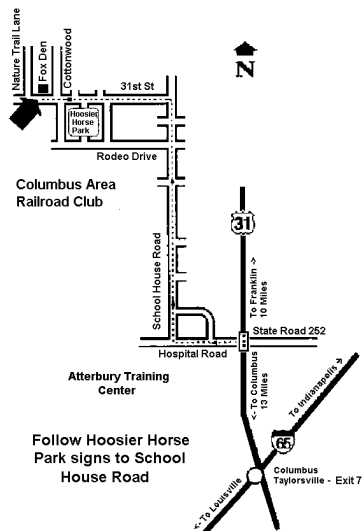 Nature Trail Lane
Fox Den
Cottonwood
31st St
N
Hoosier
Horse
Park
Rodeo Drive
Columbus Area
Railroad Club
31
School House Road
To Franklin ->
10 Miles
State Road 252
Hospital Road
Atterbury Training
Center
<- To Columbus
13 Miles
To Indianapolis ->
65
Follow Hoosier Horse
Park signs to School
House Road
Columbus
Taylorsville - Exit 7
<- To Louisville